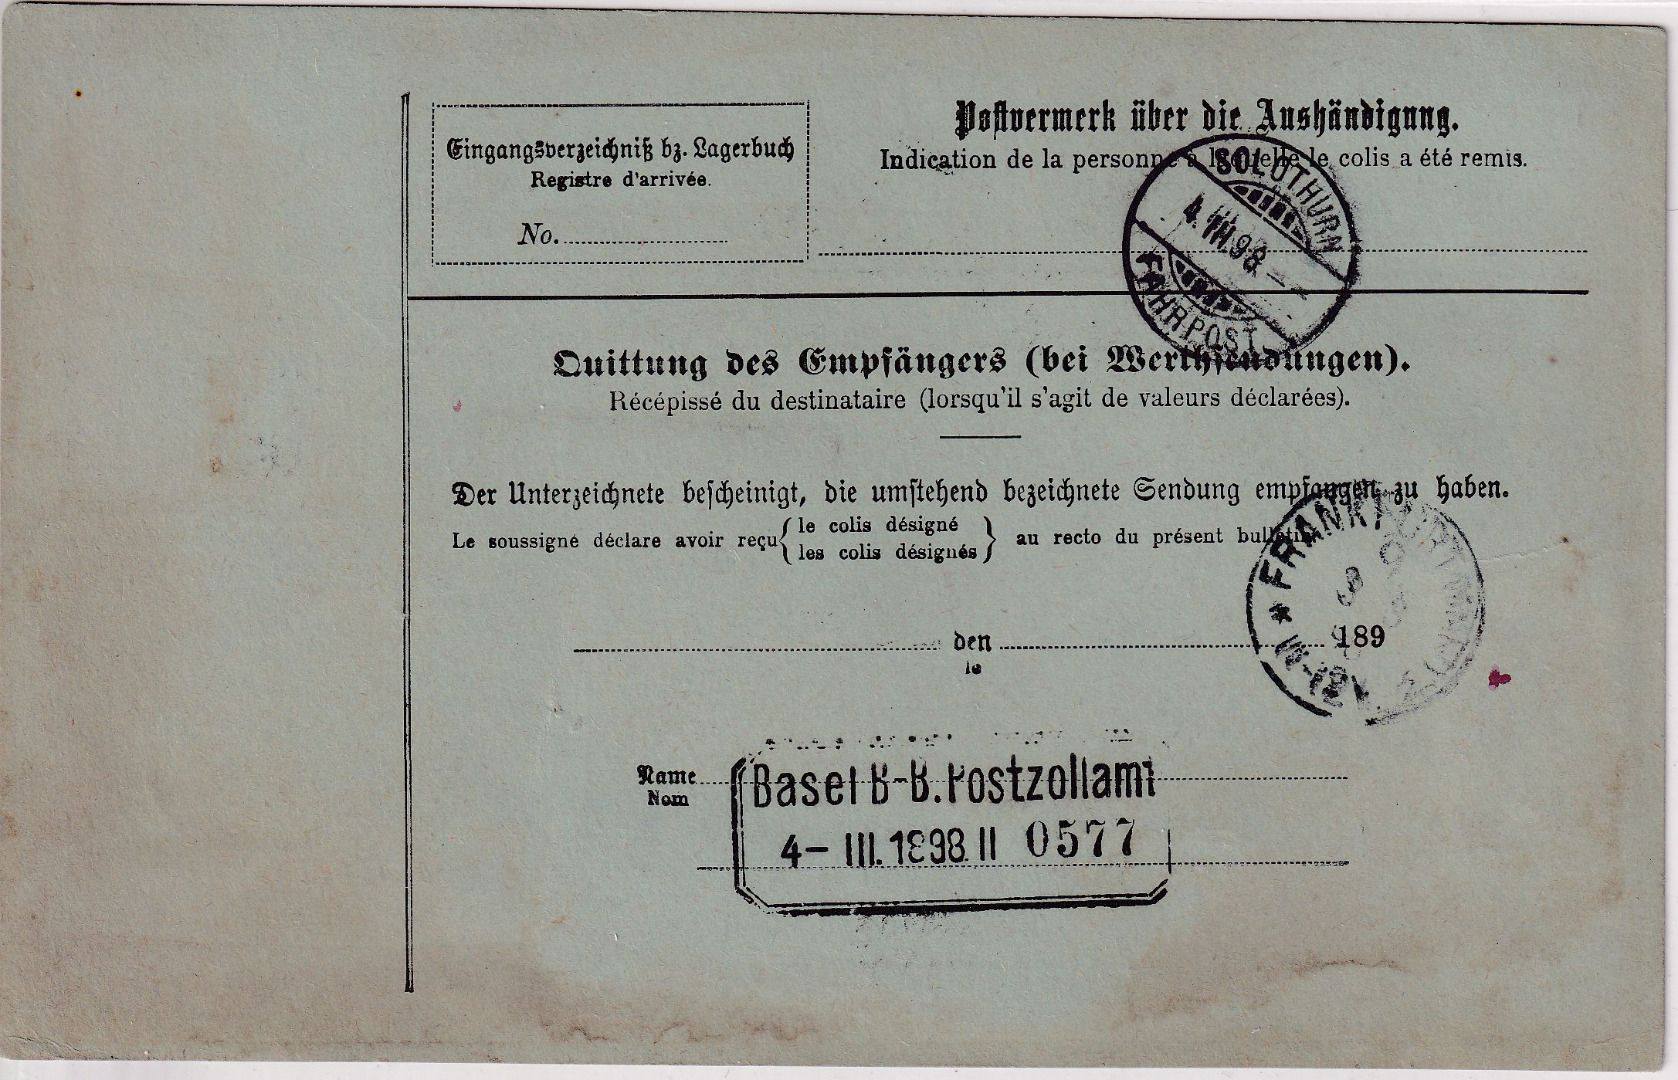 Eingangsverzeichniß bz. Lagerbuch
Registre d'arrivée.
No.
Postvermerk über die Aushändigung.
Indication de la personne à laquelle le colis a été remis.
SOLOTHURN
4.III.98.
FAHRPOST
Quittung des Empfängers (bei Werthsendungen).
Récépissé du destinataire (lorsqu'il s'agit de valeurs déclarées).
Der Unterzeichnete bescheinigt, die umstehend bezeichnete Sendung empfangen zu haben.
Le soussigné déclare avoir reçu { le colis désigné
les colis désignés } au recto du présent bulletin.
* FRANKFURT
3
den 189
le
Name
Nom
Basel B-B. Postzollamt
4- III. 1898. II 0577